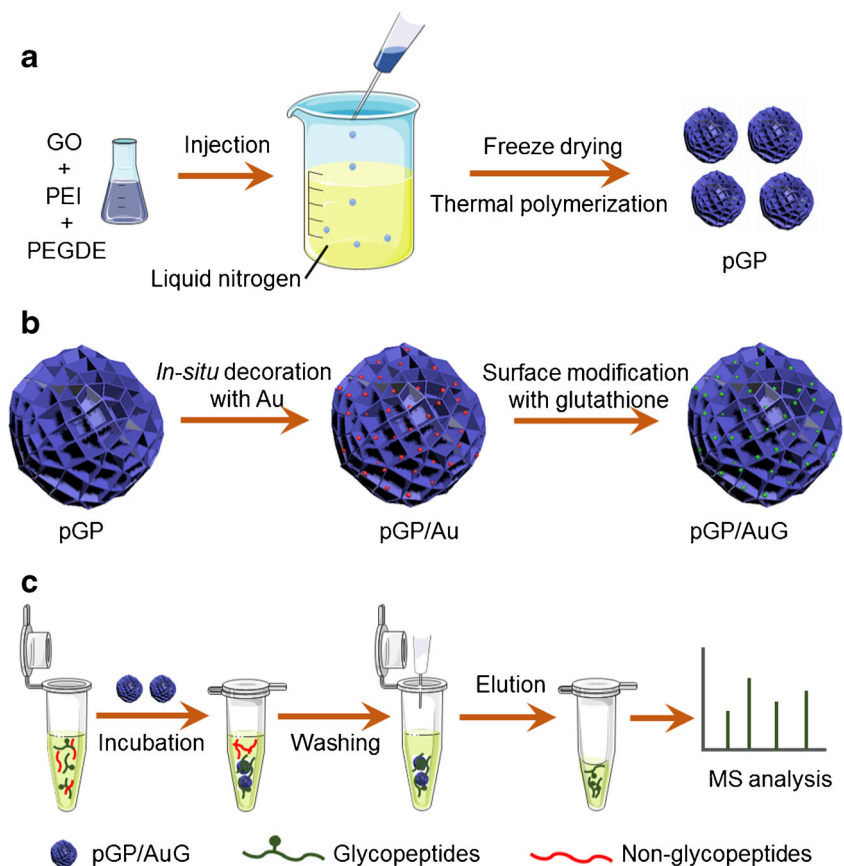 a
GO
+
PEI
+
PEGDE
Injection
Liquid nitrogen
Freeze drying
Thermal polymerization
pGP
b
In-situ decoration
with Au
Surface modification
with glutathione
pGP
pGP/Au
pGP/AuG
c
Incubation
Washing
Elution
MS analysis
pGP/AuG
Glycopeptides
Non-glycopeptides